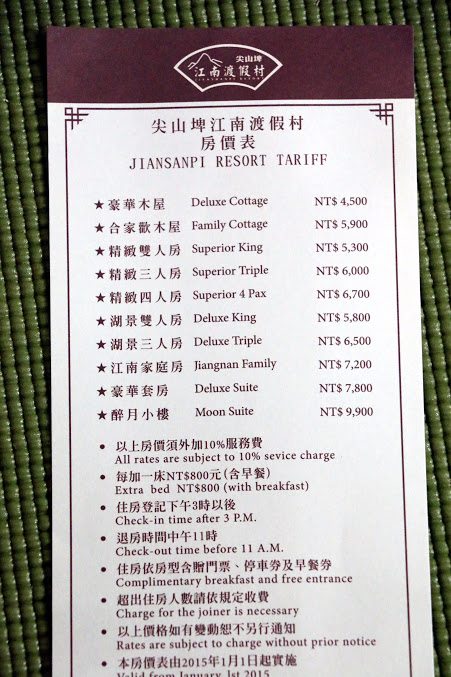 尖山埤
江南渡假村
JIANSHANPI RESORT
尖山埤江南渡假村
房價表
JIANSANPI RESORT TARIFF
★豪華木屋 Deluxe Cottage NT$ 4,500
★合家歡木屋 Family Cottage NT$ 5,900
★精緻雙人房 Superior King NT$ 5,300
★精緻三人房 Superior Triple NT$ 6,000
★精緻四人房 Superior 4 Pax NT$ 6,700
★湖景雙人房 Deluxe King NT$ 5,800
★湖景三人房 Deluxe Triple NT$ 6,500
★江南家庭房 Jiangnan Family NT$ 7,200
★豪華套房 Deluxe Suite NT$ 7,800
★醉月小樓 Moon Suite NT$ 9,900
• 以上房價須外加10%服務費
All rates are subject to 10% sevice charge
• 每加一床NT$800元(含早餐)
Extra bed NT$800 (with breakfast)
• 住房登記下午3時以後
Check-in time after 3 P.M.
• 退房時間中午11時
Check-out time before 11 A.M.
• 住房依房型含贈門票、停車券及早餐券
Complimentary breakfast and free entrance
• 超出住房人數請依規定收費
Charge for the joiner is necessary
• 以上價格如有變動恕不另行通知
Rates are subject to charge without prior notice
• 本房價表由2015年1月1日起實施
Valid from January, 1st 2015